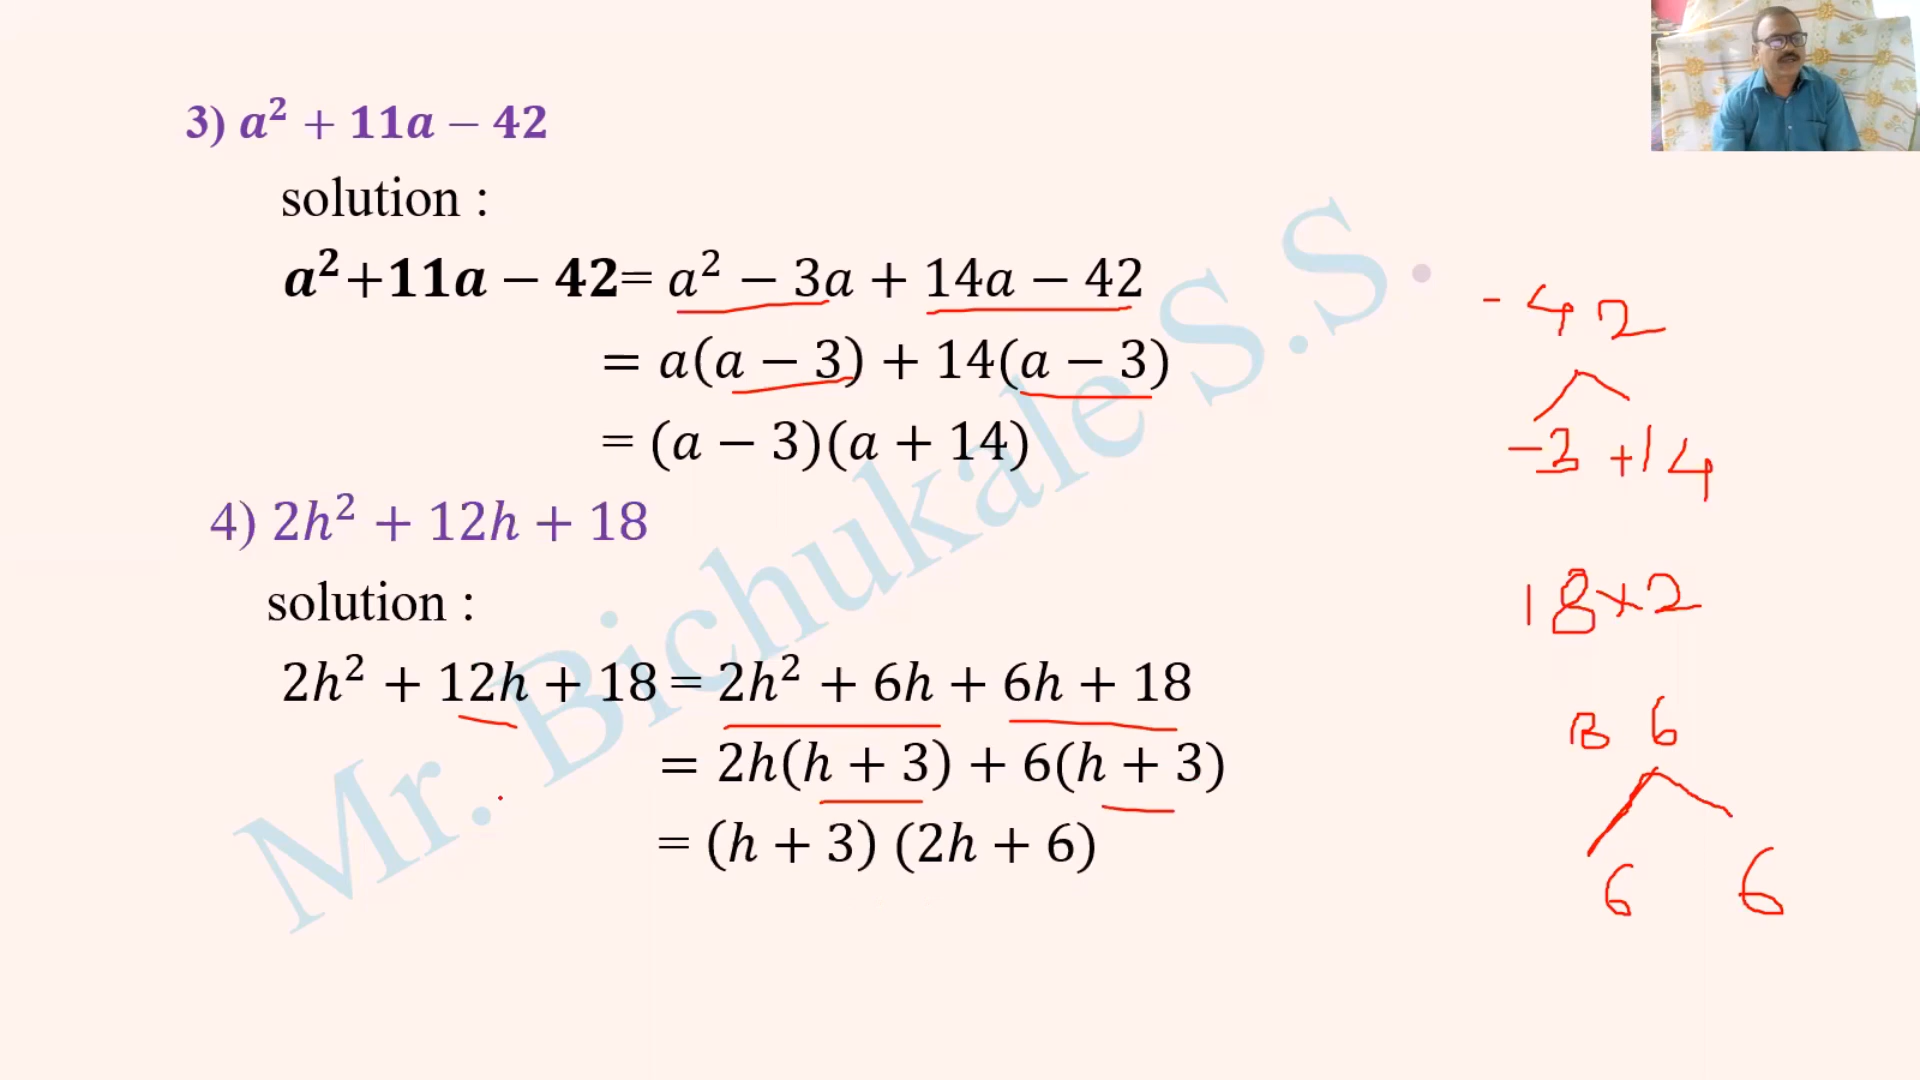 3) a² + 11a − 42
solution :
a²+11a − 42= a² − 3a + 14a − 42
= a(a − 3) + 14(a − 3)
= (a − 3)(a + 14)
4) 2h² + 12h + 18
solution :
2h² + 12h + 18 = 2h² + 6h + 6h + 18
= 2h(h + 3) + 6(h + 3)
= (h + 3) (2h + 6)
- 42
-3 +14
18×2
36
6 6
Mr. Bichukale S.S.